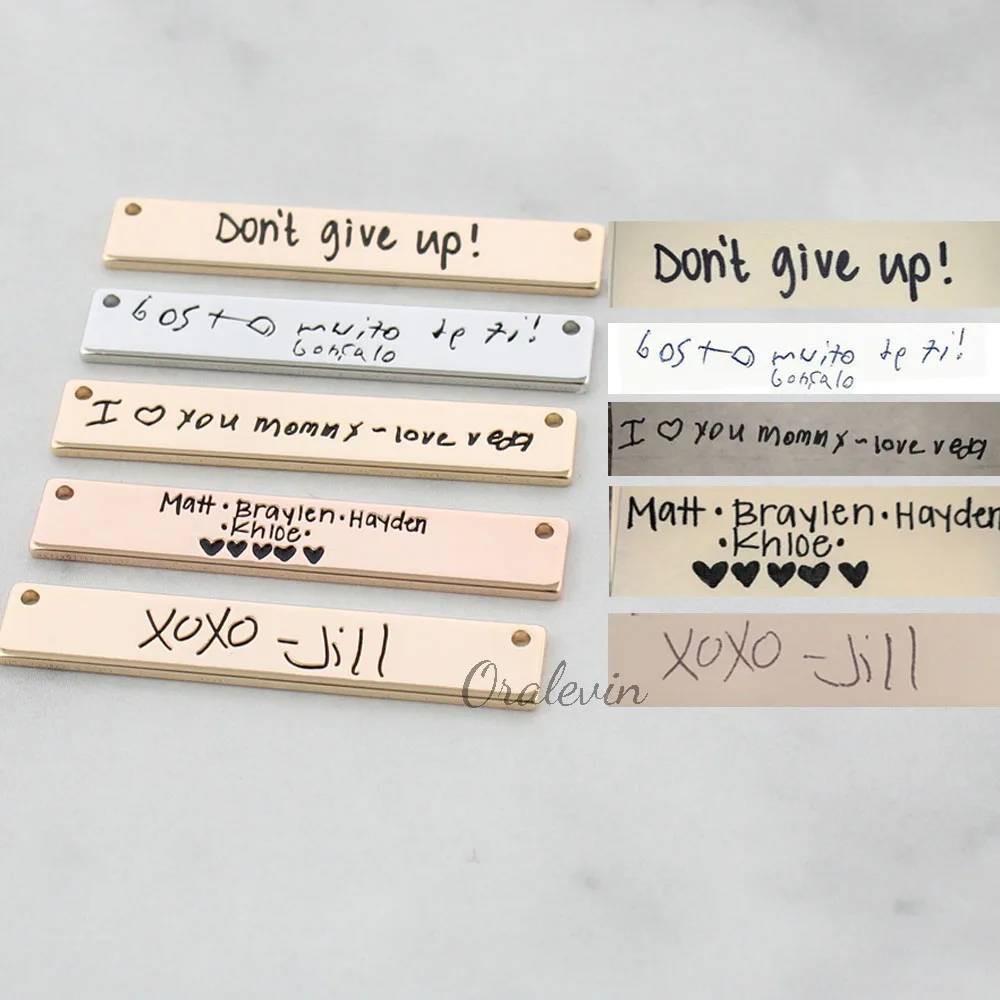 Don't give up!
Don't give up!
Gosto muito de ti!
Gonçalo
Gosto muito de ti!
Gonçalo
I ♡ you mommy ~ love veda
I ♡ you mommy ~ love veda
Matt · Braylen · Hayden
· Khloe ·
♥♥♥♥♥
Matt · Braylen · Hayden
· Khloe ·
♥♥♥♥♥
XOXO - Jill
XOXO - Jill
Oralevin